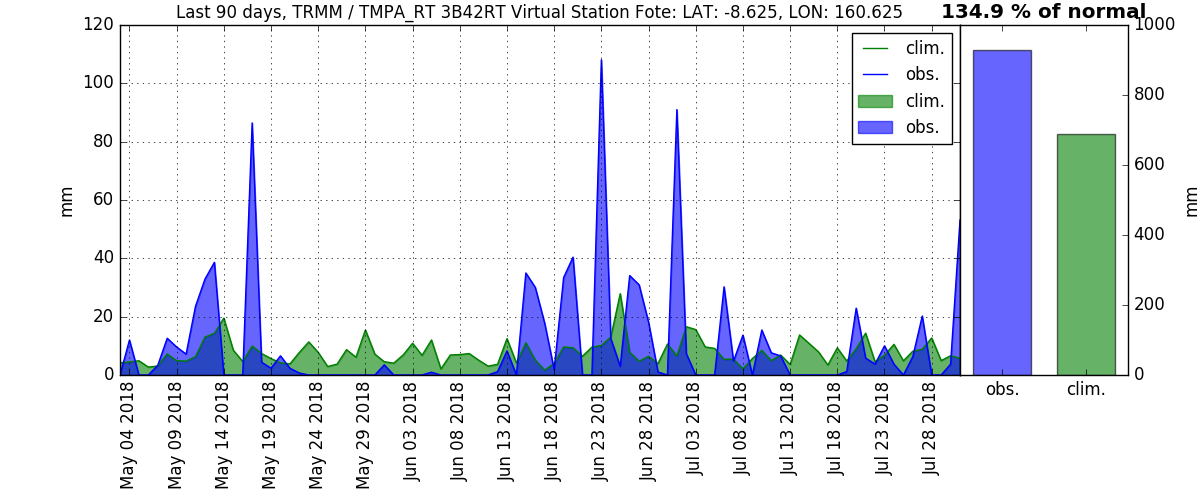 Last 90 days, TRMM / TMPA_RT 3B42RT Virtual Station Fote: LAT: -8.625, LON: 160.625
134.9 % of normal
120
100
80
60
40
20
0
mm
clim.
obs.
clim.
obs.
1000
800
600
400
200
0
mm
obs.
clim.
May 04 2018
May 09 2018
May 14 2018
May 19 2018
May 24 2018
May 29 2018
Jun 03 2018
Jun 08 2018
Jun 13 2018
Jun 18 2018
Jun 23 2018
Jun 28 2018
Jul 03 2018
Jul 08 2018
Jul 13 2018
Jul 18 2018
Jul 23 2018
Jul 28 2018